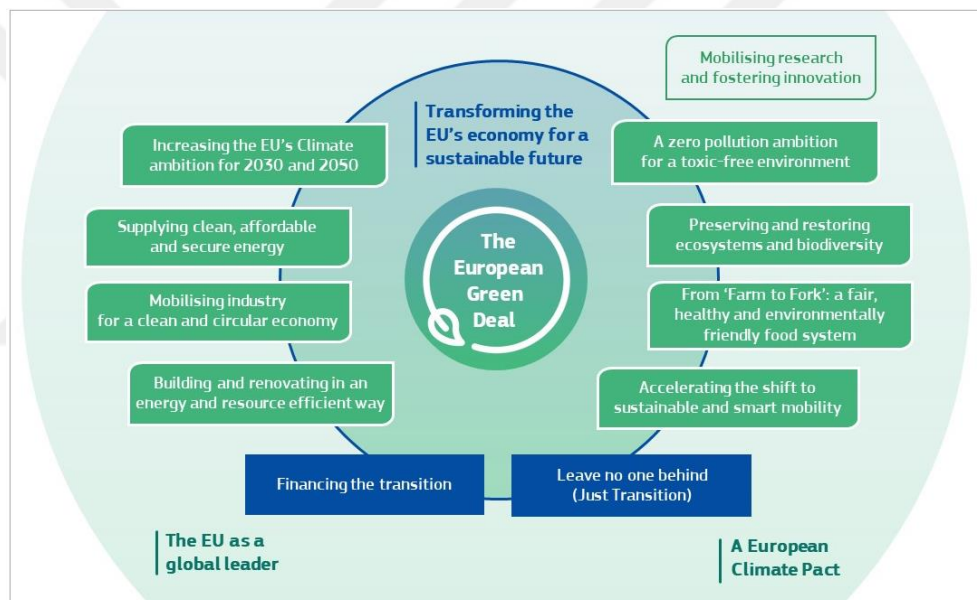 Mobilising research
and fostering innovation
Transforming the
EU's economy for a
sustainable future
Increasing the EU's Climate
ambition for 2030 and 2050
A zero pollution ambition
for a toxic-free environment
Supplying clean, affordable
and secure energy
The
European
Green
Deal
Preserving and restoring
ecosystems and biodiversity
Mobilising industry
for a clean and circular economy
From ‘Farm to Fork’: a fair,
healthy and environmentally
friendly food system
Building and renovating in an
energy and resource efficient way
Accelerating the shift to
sustainable and smart mobility
Financing the transition
Leave no one behind
(Just Transition)
The EU as a
global leader
A European
Climate Pact